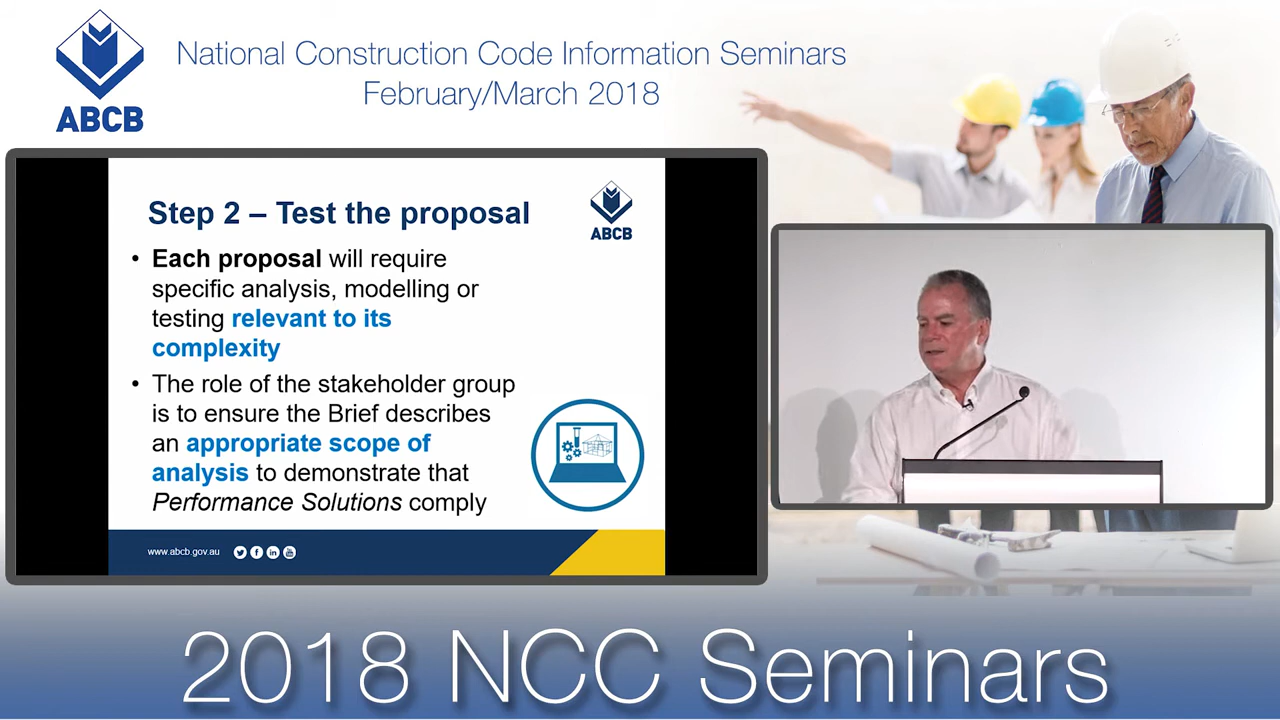 ABCB
National Construction Code Information Seminars
February/March 2018
Step 2 – Test the proposal
ABCB
• Each proposal will require
specific analysis, modelling or
testing relevant to its
complexity
• The role of the stakeholder group
is to ensure the Brief describes
an appropriate scope of
analysis to demonstrate that
Performance Solutions comply
www.abcb.gov.au
2018 NCC Seminars